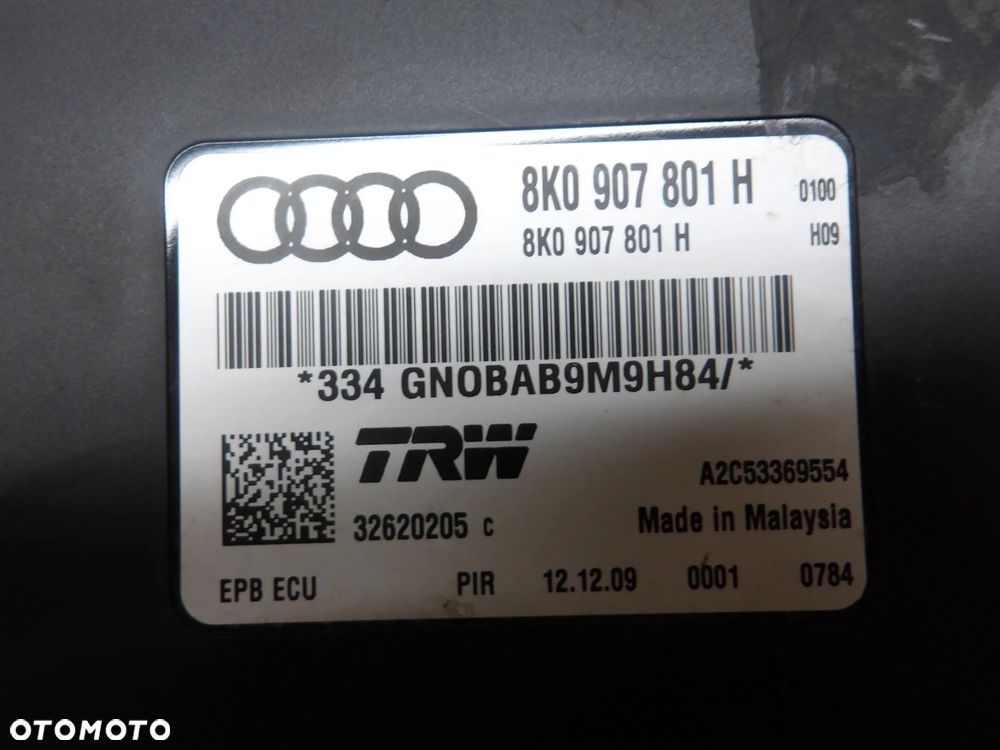 8K0 907 801 H 0100
8K0 907 801 H H09
*334 GNOBAB9M9H84/*
TRW
A2C53369554
32620205 C Made in Malaysia
EPB ECU PIR 12.12.09 0001 0784
OTOMOTO